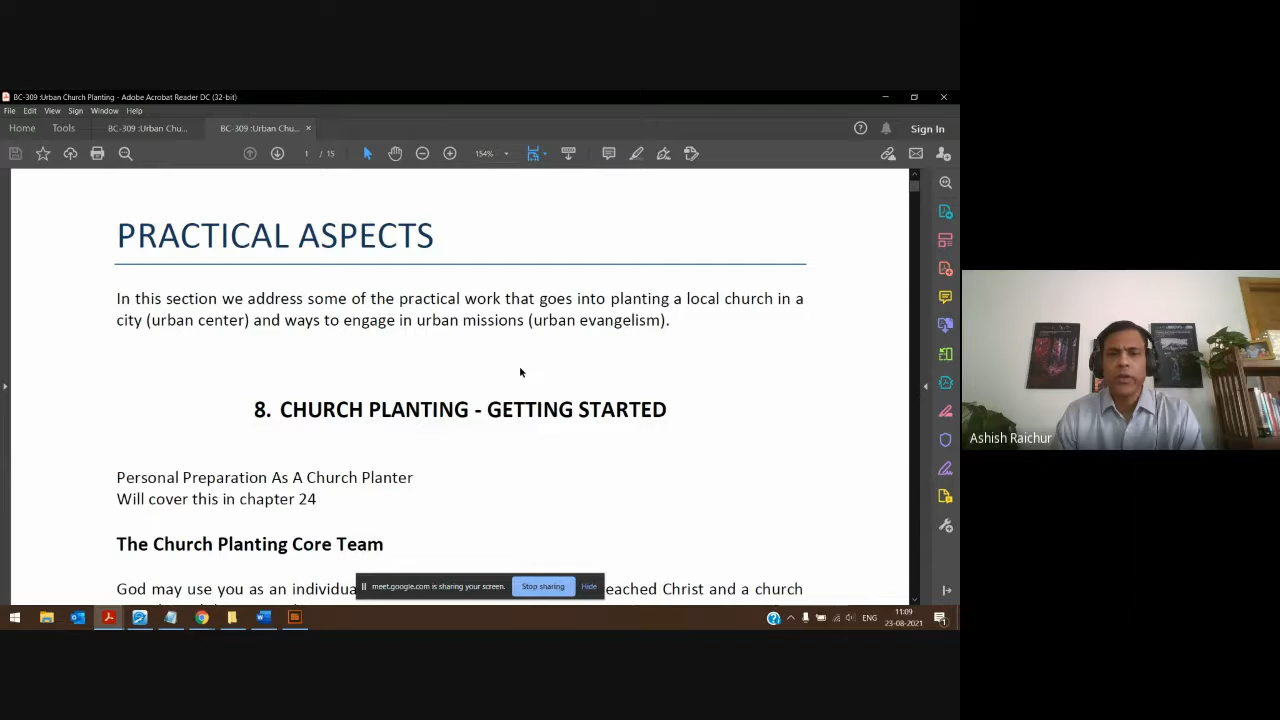 BC-309 :Urban Church Planting - Adobe Acrobat Reader DC (32-bit)
File Edit View Sign Window Help
Home Tools BC-309 :Urban Chu... BC-309 :Urban Chu... × Sign In
1 / 15 154%
PRACTICAL ASPECTS
In this section we address some of the practical work that goes into planting a local church in a
city (urban center) and ways to engage in urban missions (urban evangelism).
8. CHURCH PLANTING - GETTING STARTED
Personal Preparation As A Church Planter
Will cover this in chapter 24
The Church Planting Core Team
God may use you as an individua
eached Christ and a church
meet.google.com is sharing your screen. Stop sharing Hide
ENG
11:09
23-08-2021
Ashish Raichur